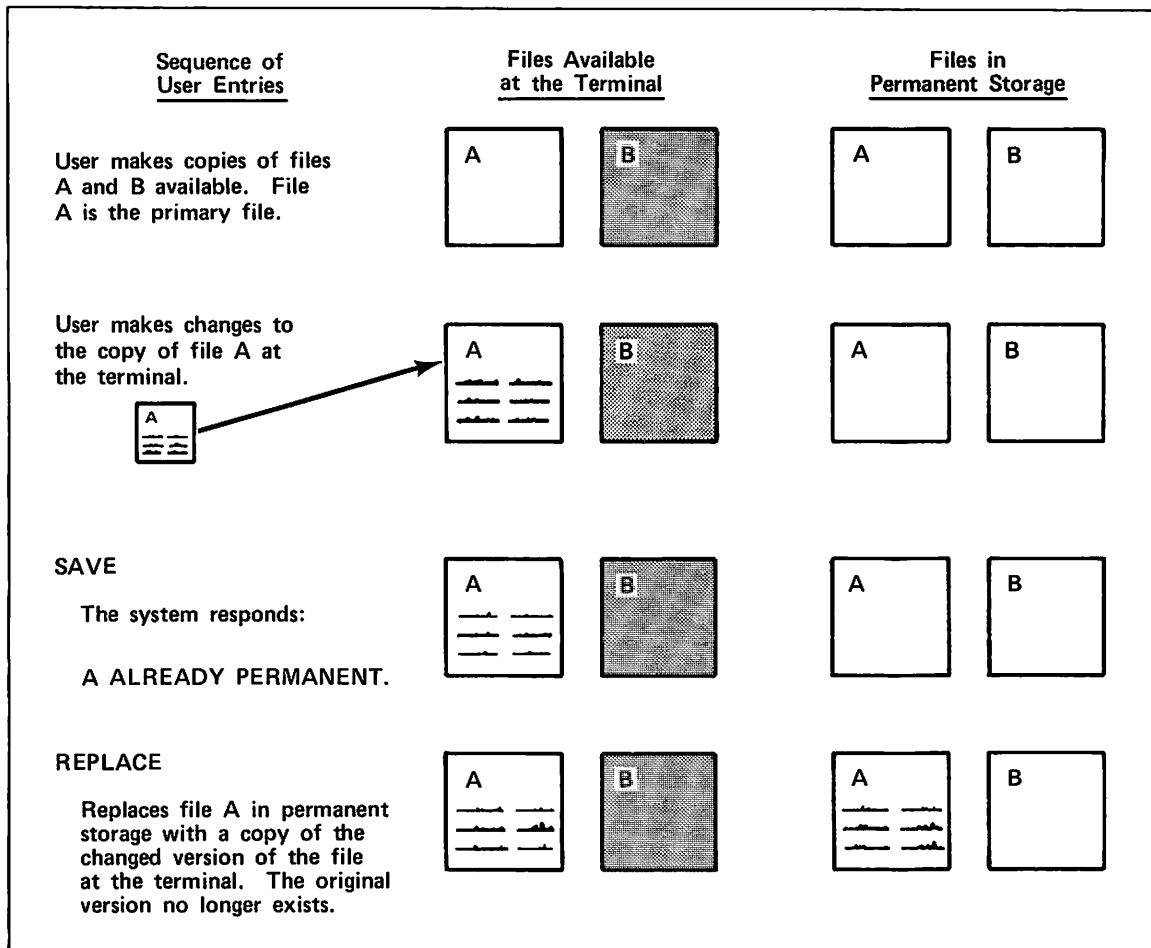 Sequence of
User Entries
Files Available
at the Terminal
Files in
Permanent Storage
User makes copies of files
A and B available. File
A is the primary file.
A
B
A
B
User makes changes to
the copy of file A at
the terminal.
A
A
B
A
B
SAVE
The system responds:
A ALREADY PERMANENT.
A
B
A
B
REPLACE
Replaces file A in permanent
storage with a copy of the
changed version of the file
at the terminal. The original
version no longer exists.
A
B
A
B